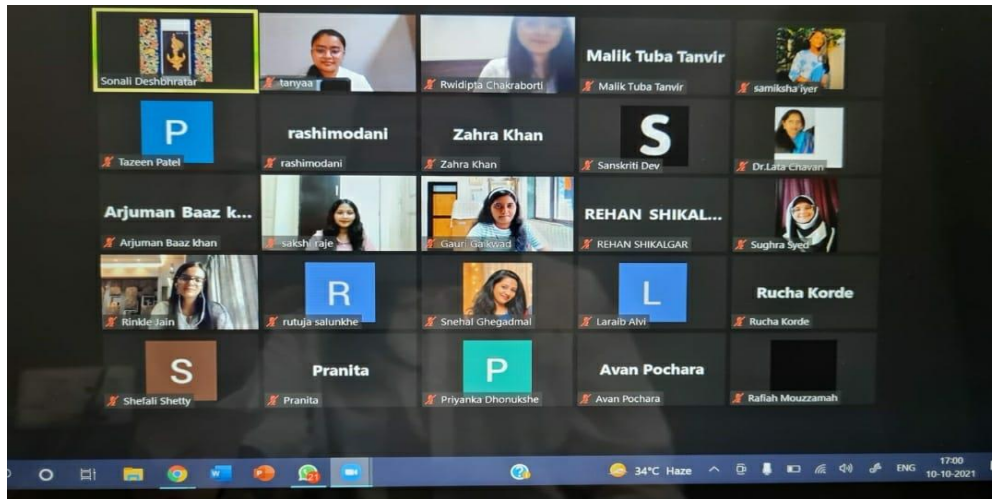 Malik Tuba Tanvir
Sonali Deshbhratar
tanyaa
Rwidipta Chakraborti
Malik Tuba Tanvir
samiksha iyer
P
rashimodani
Zahra Khan
S
Tazeen Patel
rashimodani
Zahra Khan
Sanskriti Dev
Dr.Lata Chavan
Arjuman Baaz k...
REHAN SHIKAL...
Arjuman Baaz khan
sakshi raje
Gauri Gaikwad
REHAN SHIKALGAR
Sughra Syed
R
L
Rucha Korde
Rinkle Jain
rutuja salunkhe
Snehal Ghegadmal
Laraib Alvi
Rucha Korde
S
Pranita
P
Avan Pochara
Shefali Shetty
Pranita
Priyanka Dhonukshe
Avan Pochara
Rafiah Mouzzamah
21
34°C Haze
ENG
17:00
10-10-2021